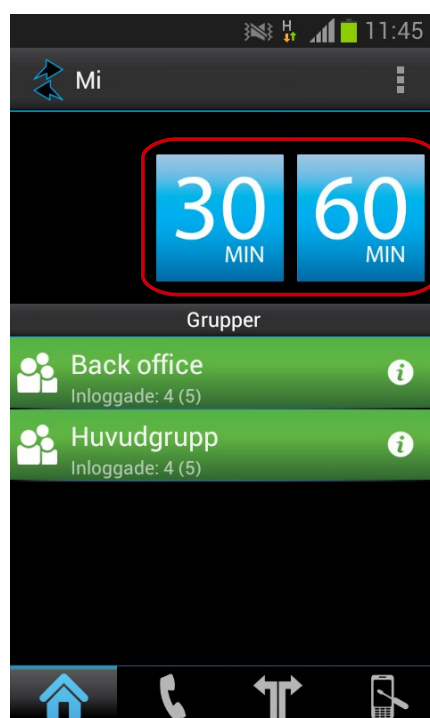 H 11:45
Mi
30 60
MIN MIN
Grupper
Back office
Inloggade: 4 (5)
Huvudgrupp
Inloggade: 4 (5)